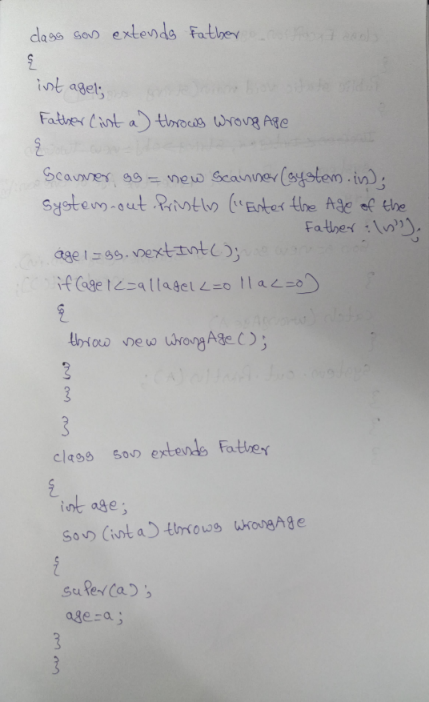 class son extends Father
{
int age1;
Father (int a) throws WrongAge
{
Scanner ss = new Scanner (System.in);
System.out.Println ("Enter the Age of the
Father : \n");
age1 = ss.nextInt();
if (age1<=a||age1<=0 || a<=0)
{
throw new WrongAge();
}
}
}
class son extends Father
{
int age;
son (int a) throws WrongAge
{
super(a);
age=a;
}
}